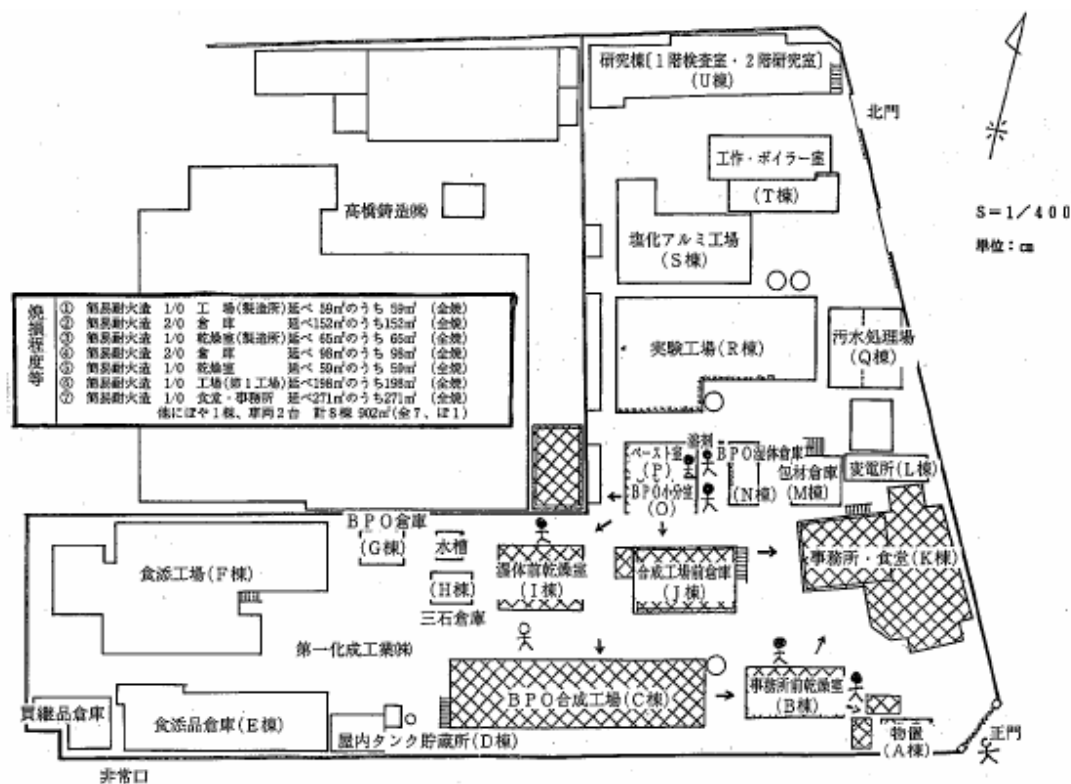 研究棟[1階検査室・2階研究室]
(U棟)
北門
工作・ボイラー室
(T棟)
高橋鋳造㈱
塩化アルミ工場
(S棟)
S=1/400
単位:㎝
焼損程度等
① 簡易耐火造 1/0 工 場(製造所)延べ 59㎡のうち 59㎡ (全焼)
② 簡易耐火造 2/0 倉 庫 延べ152㎡のうち152㎡ (全焼)
③ 簡易耐火造 1/0 乾燥室(製造所)延べ 65㎡のうち 65㎡ (全焼)
④ 簡易耐火造 2/0 倉 庫 延べ 98㎡のうち 98㎡ (全焼)
⑤ 簡易耐火造 1/0 乾燥室 延べ 59㎡のうち 59㎡ (全焼)
⑥ 簡易耐火造 1/0 工場(第1工場)延べ198㎡のうち198㎡ (全焼)
⑦ 簡易耐火造 1/0 食堂・事務所 延べ271㎡のうち271㎡ (全焼)
他にぼや1棟、車両2台 計8棟 902㎡(全7、ぼ1)
実験工場(R棟)
汚水処理場
(Q棟)
溶剤
ペースト室
(P)
BPO小分室
(O)
BPO湿体倉庫
(N棟)
包材倉庫
(M棟)
変電所(L棟)
BPO倉庫
(G棟)
水槽
(H棟)
三石倉庫
湿体前乾燥室
(I棟)
合成工場前倉庫
(J棟)
事務所・食堂(K棟)
食添工場(F棟)
第一化成工業㈱
BPO合成工場(C棟)
事務所前乾燥室
(B棟)
買継品倉庫
食添品倉庫(E棟)
屋内タンク貯蔵所(D棟)
物置
(A棟)
正門
非常口